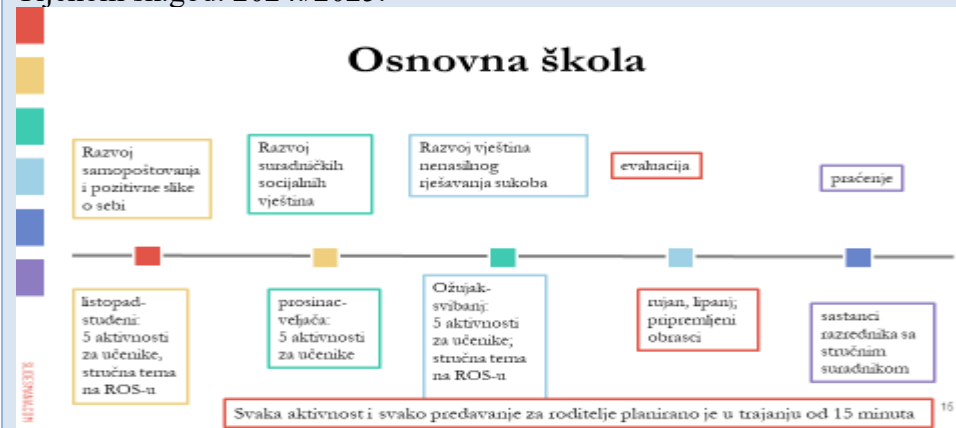 Osnovna škola
Razvoj
samopoštovanja
i pozitivne slike
o sebi
Razvoj
suradničkih
socijalnih
vještina
Razvoj vještina
nenasilnog
rješavanja sukoba
evaluacija
praćenje
listopad-
studeni:
5 aktivnosti
za učenike,
stručna tema
na ROS-u
prosinac-
veljača:
5 aktivnosti
za učenike
Ožujak-
svibanj:
5 aktivnosti
za učenike;
stručna tema
na ROS-u
rujan, lipanj;
pripremljeni
obrasci
sastanci
razrednika sa
stručnim
suradnikom
Svaka aktivnost i svako predavanje za roditelje planirano je u trajanju od 15 minuta
16
SLIDESMANIA.COM